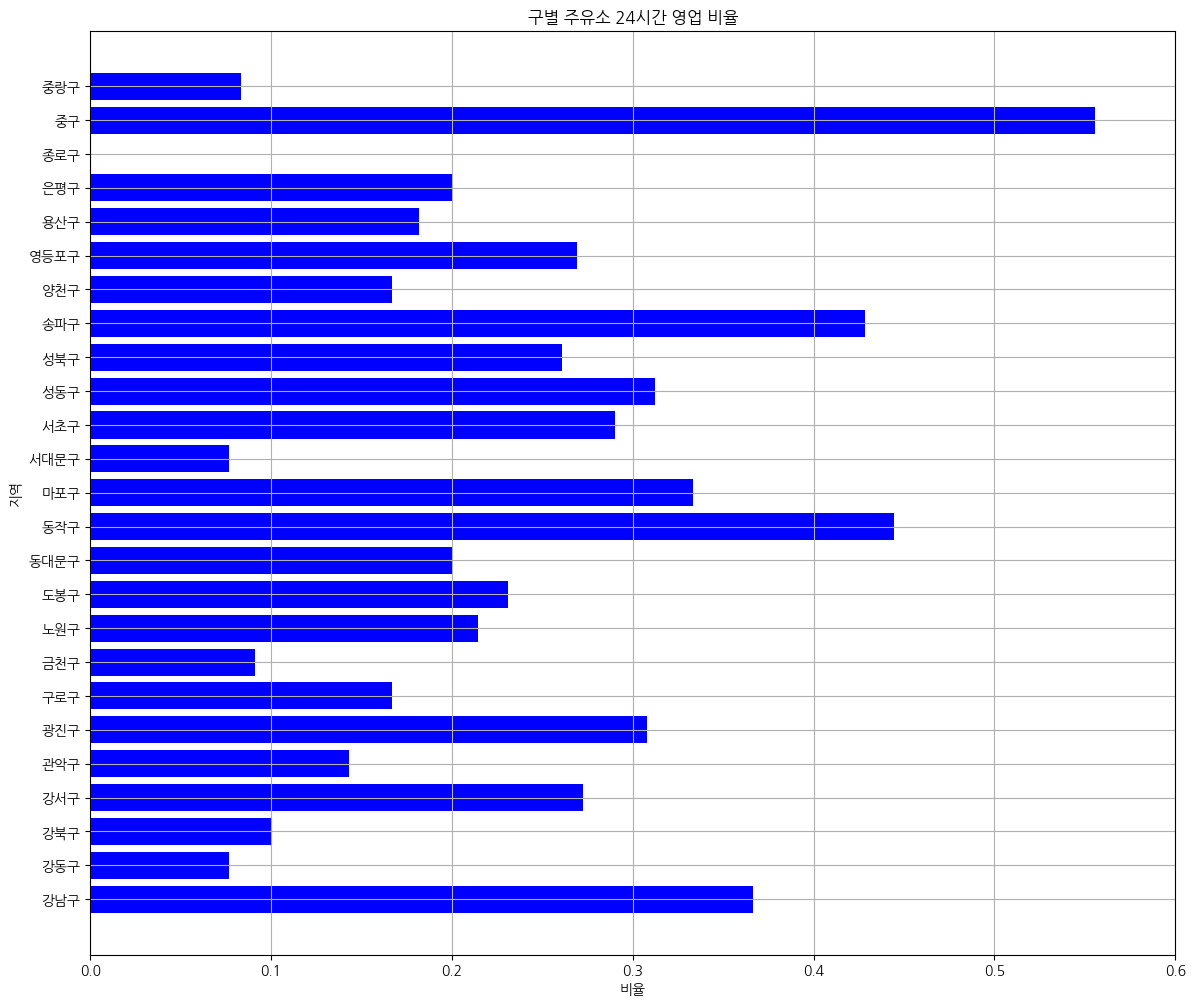 구별 주유소 24시간 영업 비율
지역
중랑구
중구
종로구
은평구
용산구
영등포구
양천구
송파구
성북구
성동구
서초구
서대문구
마포구
동작구
동대문구
도봉구
노원구
금천구
구로구
광진구
관악구
강서구
강북구
강동구
강남구
0.0 0.1 0.2 0.3 0.4 0.5 0.6
비율